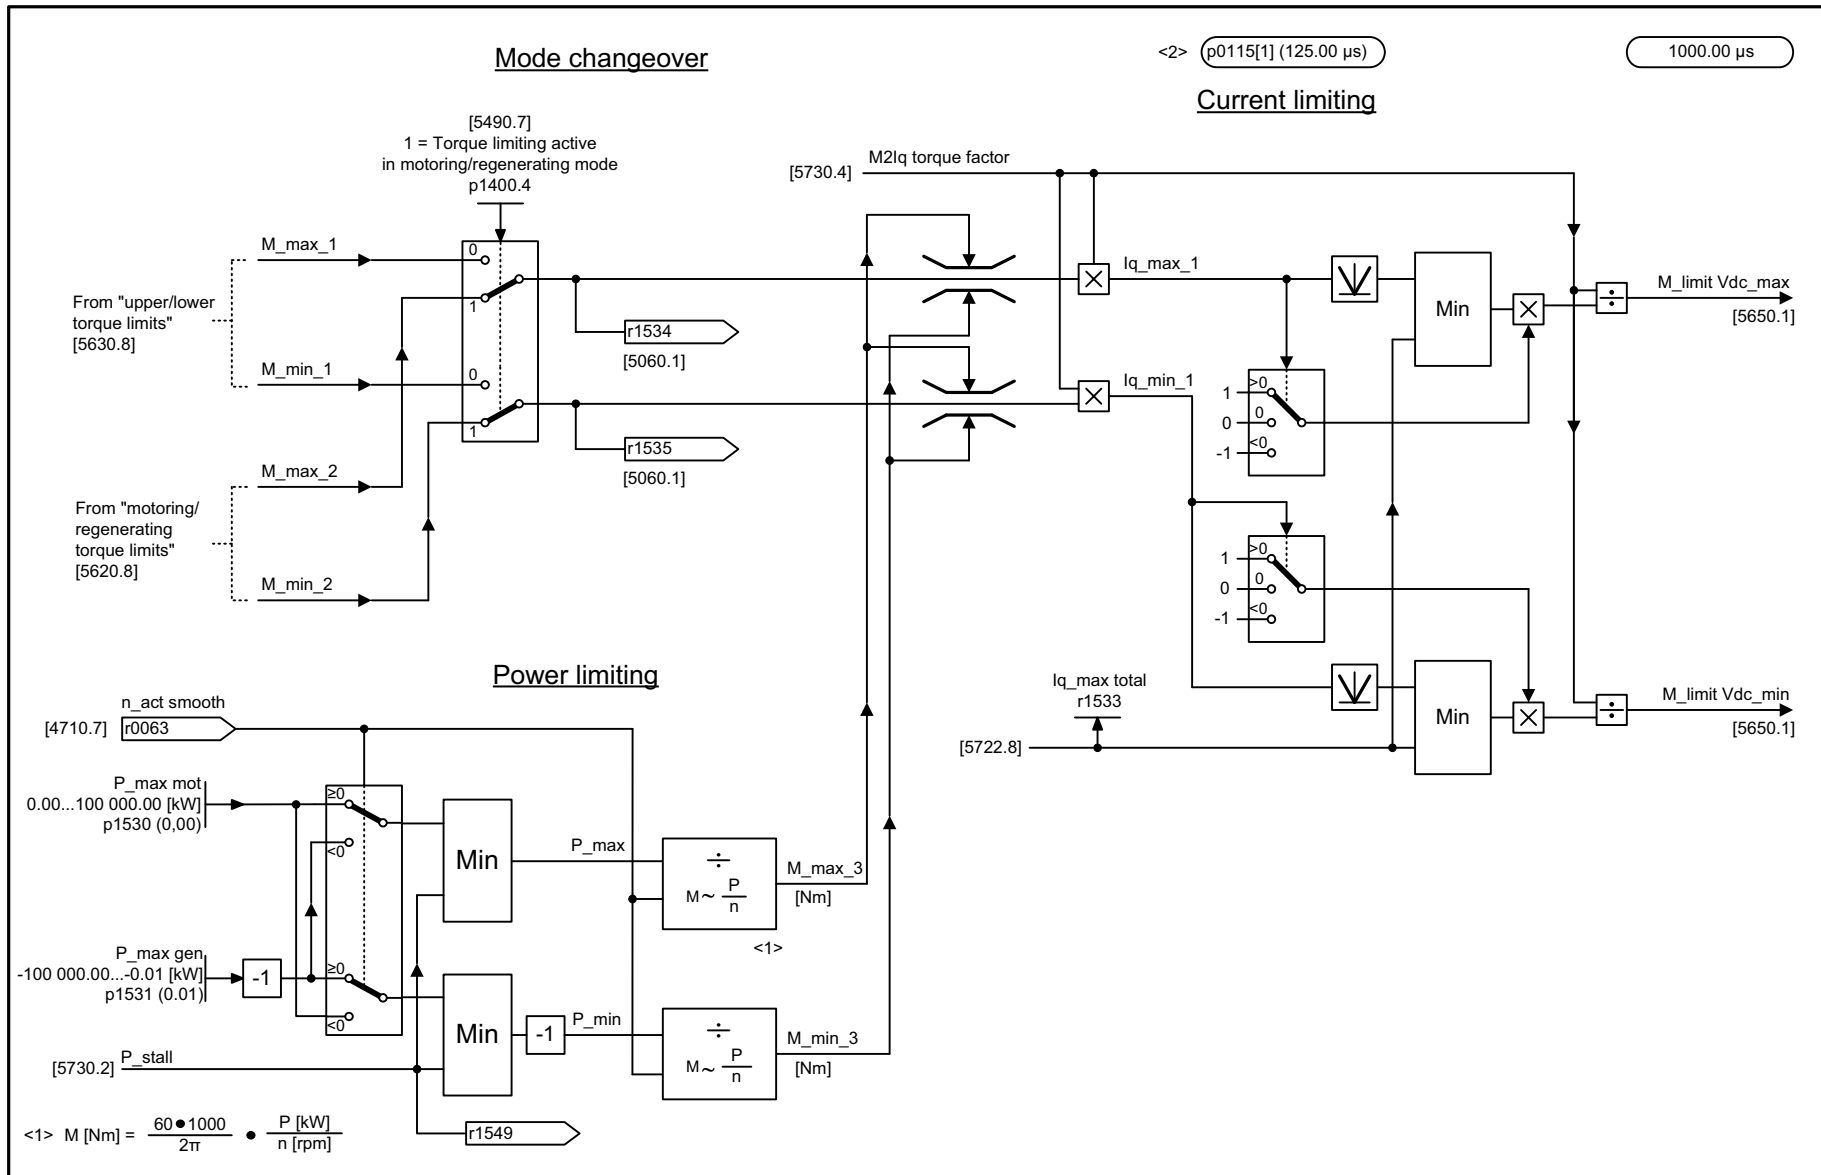 Mode changeover
<2> p0115[1] (125.00 µs)
1000.00 µs
Current limiting
[5490.7]
1 = Torque limiting active
in motoring/regenerating mode
p1400.4
[5730.4]
M2Iq torque factor
M_max_1
0
1
From "upper/lower
torque limits"
[5630.8]
M_min_1
0
1
r1534
[5060.1]
r1535
[5060.1]
M_max_2
From "motoring/
regenerating
torque limits"
[5620.8]
M_min_2
Iq_max_1
Iq_min_1
Min
M_limit Vdc_max
[5650.1]
1 >0
0 0
-1 <0
1 >0
0 0
-1 <0
Iq_max total
r1533
[5722.8]
Min
M_limit Vdc_min
[5650.1]
Power limiting
n_act smooth
[4710.7] r0063
P_max mot
0.00...100 000.00 [kW]
p1530 (0,00)
≥0
<0
Min
P_max
÷
M ~ P
n
M_max_3
[Nm]
<1>
P_max gen
-100 000.00...-0.01 [kW]
p1531 (0.01)
-1
≥0
<0
Min
-1
P_min
÷
M ~ P
n
M_min_3
[Nm]
[5730.2] P_stall
r1549
<1> M [Nm] = 60•1000 • P [kW]
2π n [rpm]